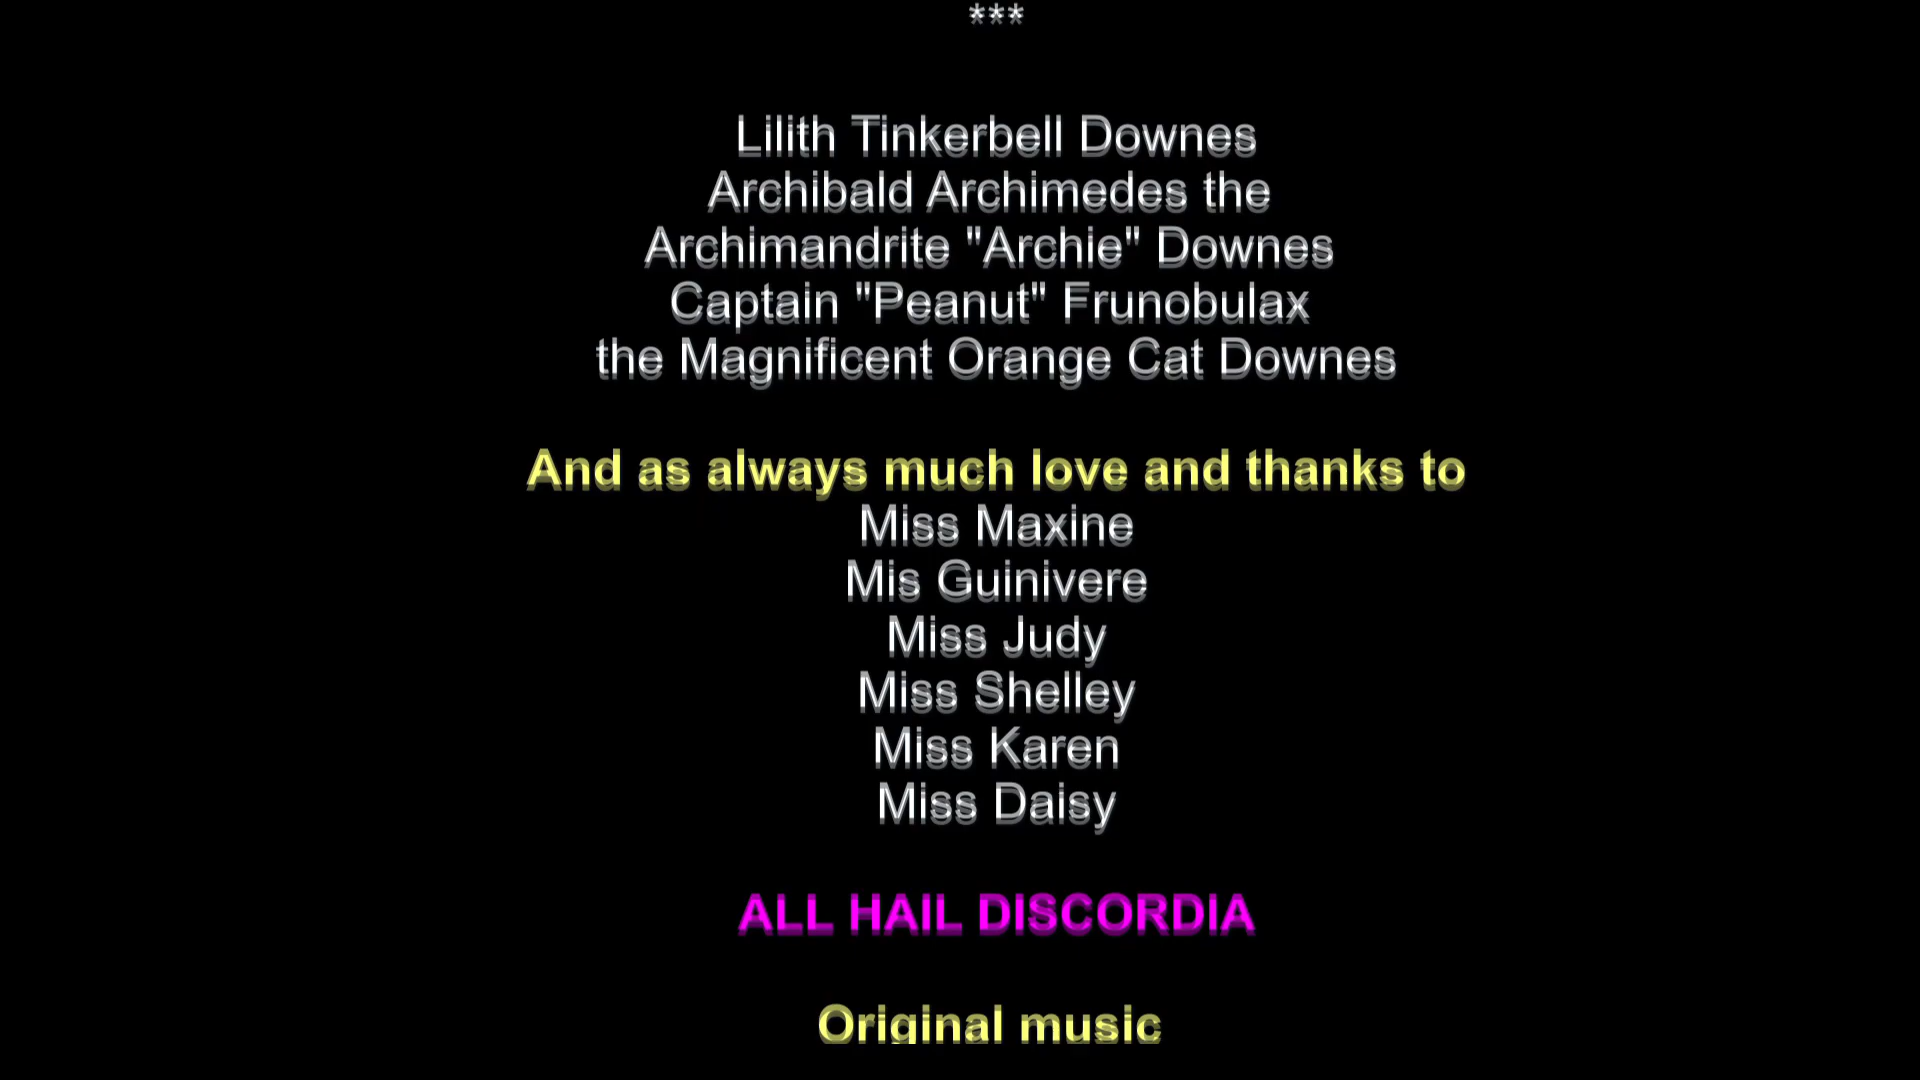 ***
Lilith Tinkerbell Downes
Archibald Archimedes the
Archimandrite "Archie" Downes
Captain "Peanut" Frunobulax
the Magnificent Orange Cat Downes
And as always much love and thanks to
Miss Maxine
Mis Guinivere
Miss Judy
Miss Shelley
Miss Karen
Miss Daisy
ALL HAIL DISCORDIA
Original music